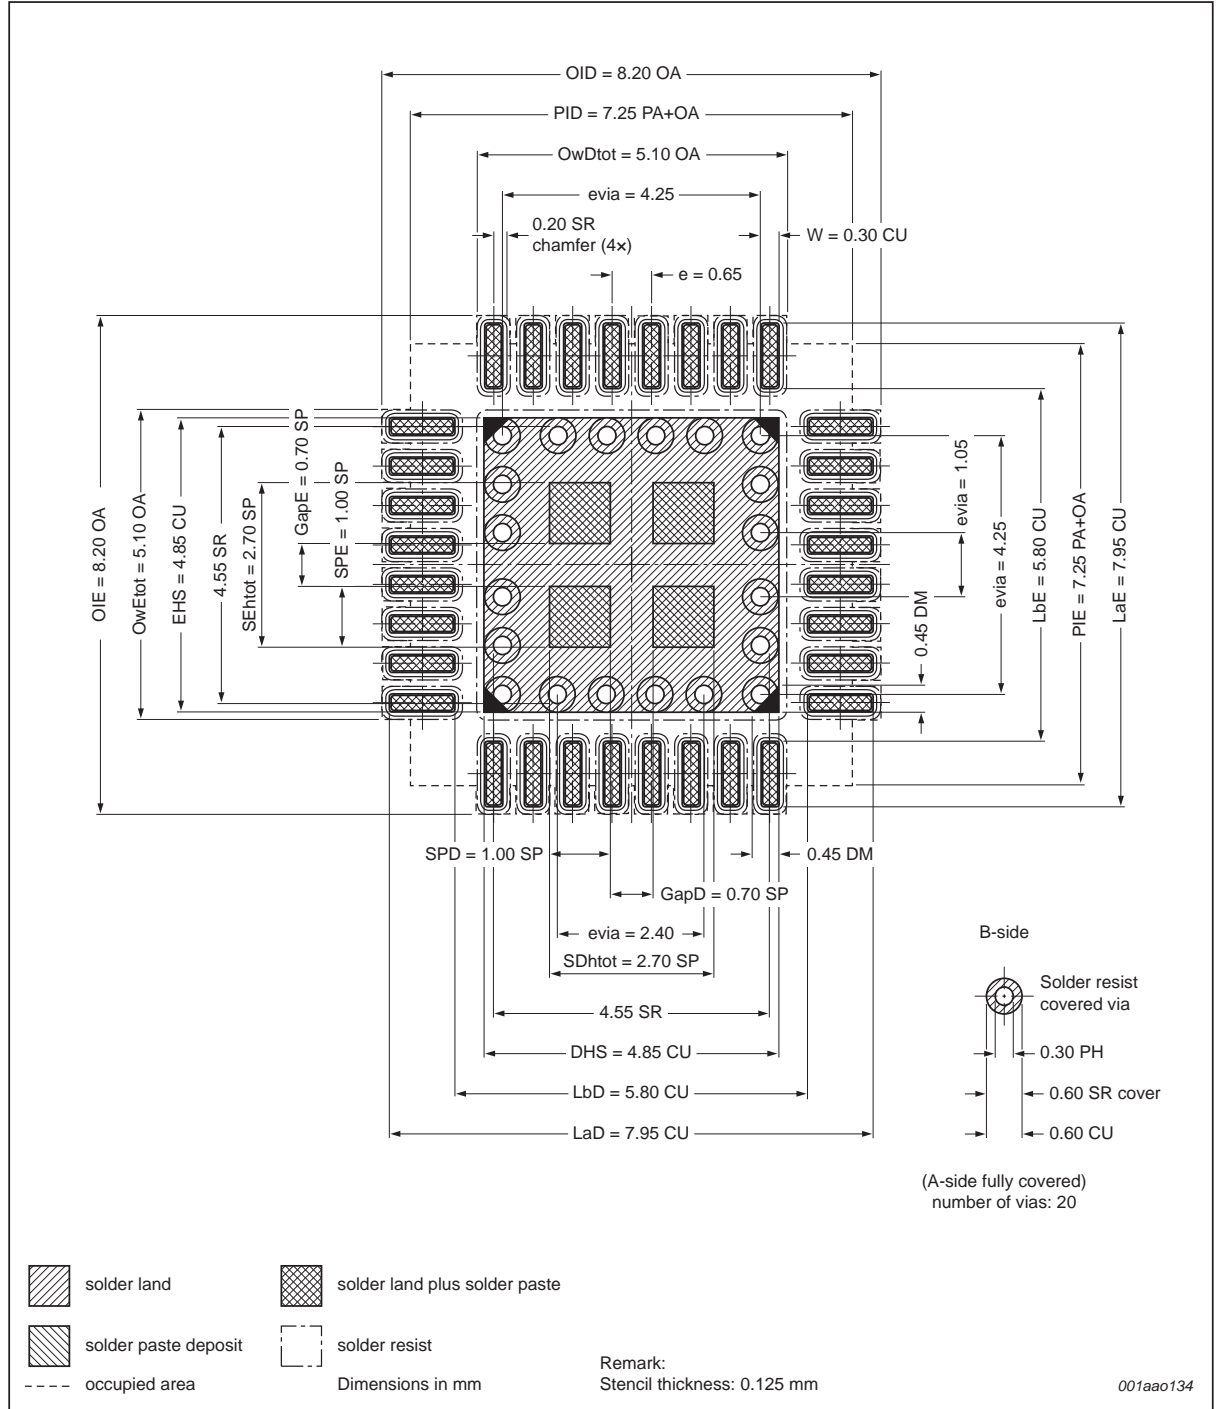 OID = 8.20 OA
PID = 7.25 PA+OA
OwDtot = 5.10 OA
evia = 4.25
0.20 SR
chamfer (4×)
W = 0.30 CU
e = 0.65
OIE = 8.20 OA
OwEtot = 5.10 OA
EHS = 4.85 CU
4.55 SR
SEhtot = 2.70 SP
GapE = 0.70 SP
SPE = 1.00 SP
evia = 1.05
0.45 DM
evia = 4.25
LbE = 5.80 CU
PIE = 7.25 PA+OA
LaE = 7.95 CU
SPD = 1.00 SP
0.45 DM
GapD = 0.70 SP
evia = 2.40
SDhtot = 2.70 SP
4.55 SR
DHS = 4.85 CU
LbD = 5.80 CU
LaD = 7.95 CU
B-side
Solder resist
covered via
0.30 PH
0.60 SR cover
0.60 CU
(A-side fully covered)
number of vias: 20
solder land
solder land plus solder paste
solder paste deposit
solder resist
occupied area
Dimensions in mm
Remark:
Stencil thickness: 0.125 mm
001aao134